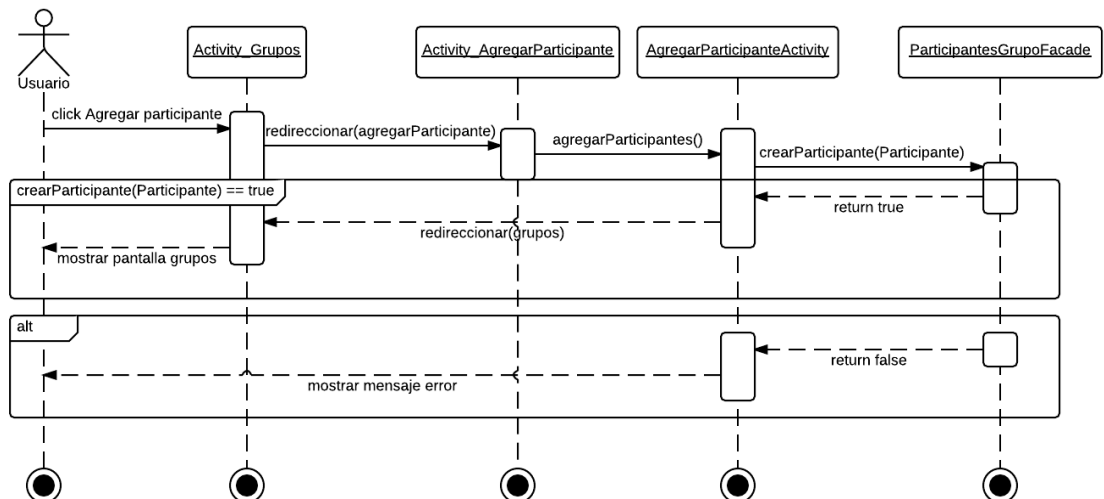 Usuario
Activity_Grupos
Activity_AgregarParticipante
AgregarParticipanteActivity
ParticipantesGrupoFacade
click Agregar participante
redireccionar(agregarParticipante)
agregarParticipantes()
crearParticipante(Participante)
crearParticipante(Participante) == true
return true
redireccionar(grupos)
mostrar pantalla grupos
alt
return false
mostrar mensaje error